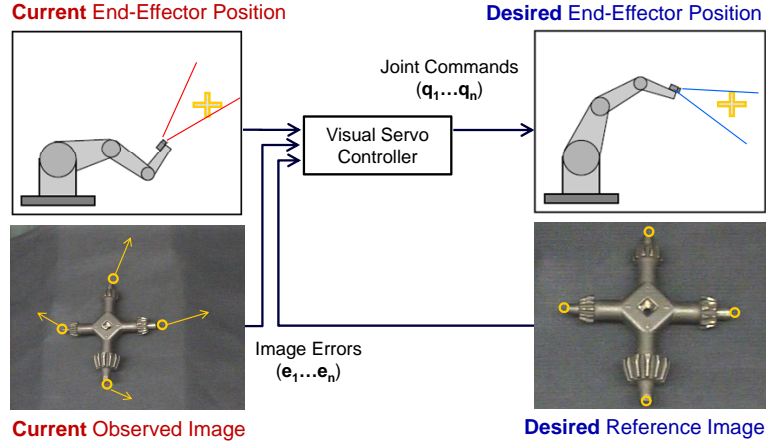 Current End-Effector Position
Desired End-Effector Position
Joint Commands
(q1…qn)
Visual Servo
Controller
Image Errors
(e1…en)
Current Observed Image
Desired Reference Image